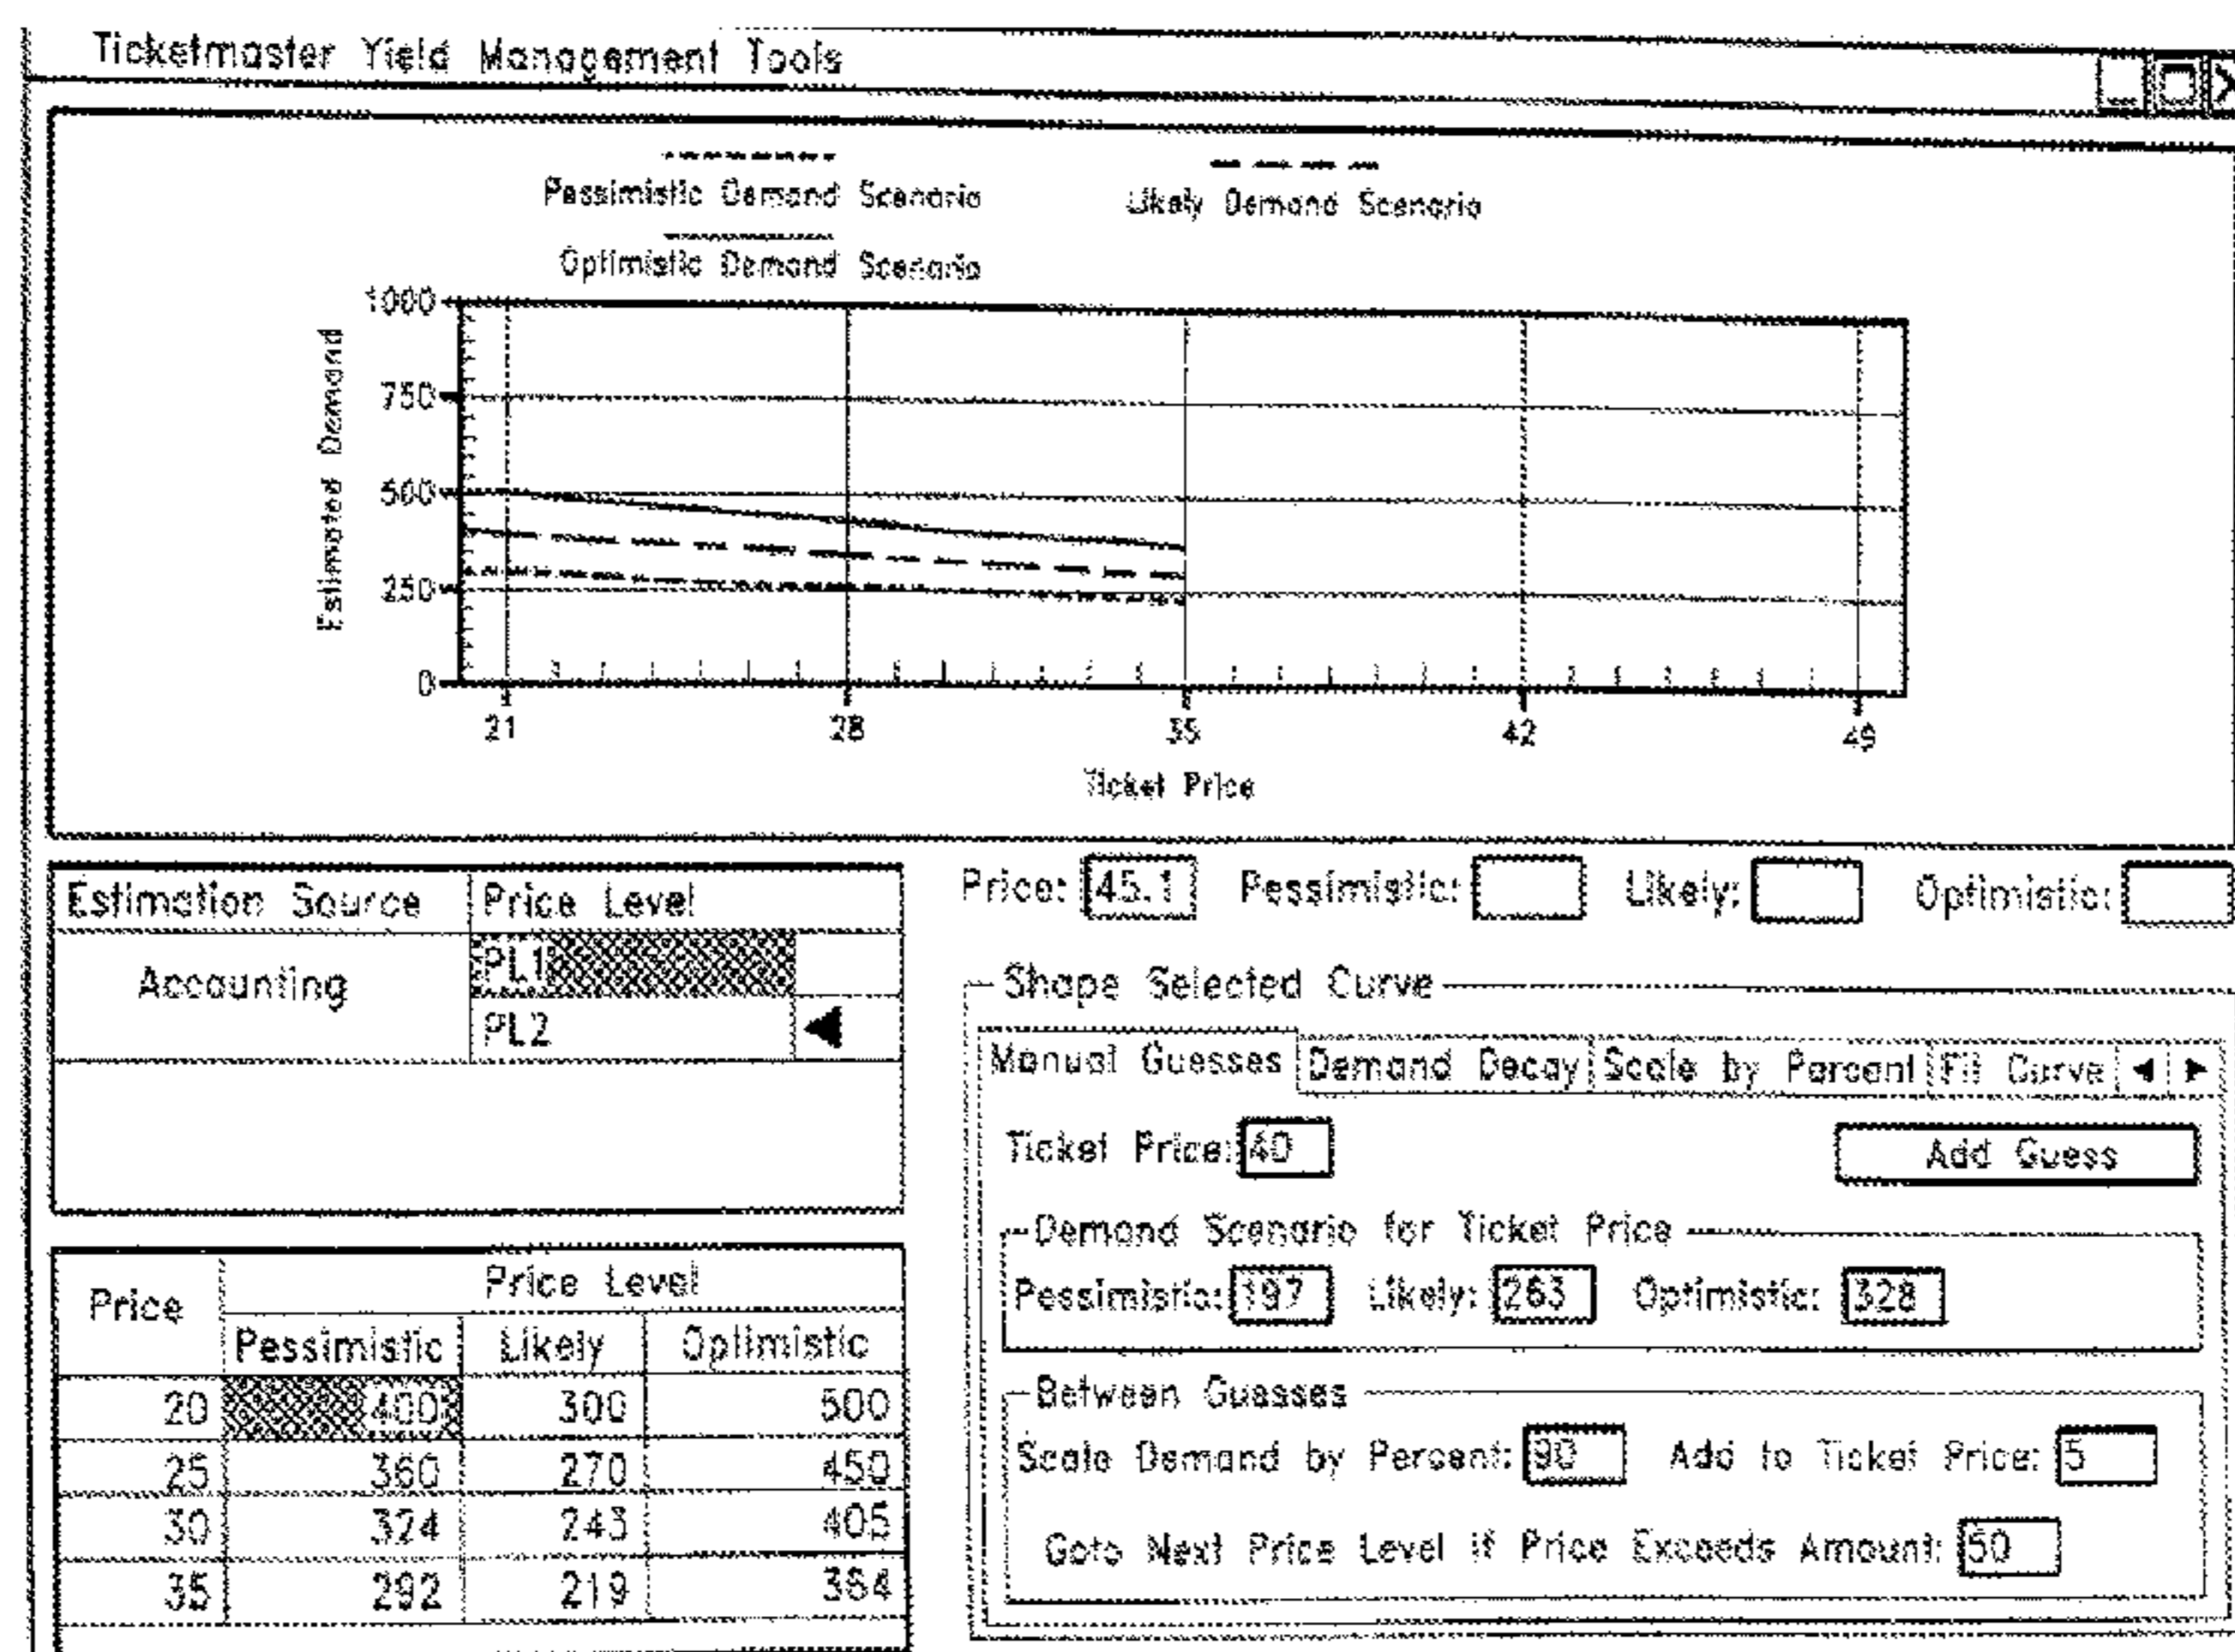 Ticketmaster Yield Management Tools
Pessimistic Demand Scenario
Likely Demand Scenario
Optimistic Demand Scenario
Estimated Demand
1000
750
500
250
0
21 28 35 42 49
Ticket Price
Estimation Source Price Level
Accounting
PL1
PL2
Price: 45.1 Pessimistic: Likely: Optimistic:
Shape Selected Curve
Manual Guesses Demand Decay Scale by Percent Fit Curve
Ticket Price: 40 Add Guess
Demand Scenario for Ticket Price
Pessimistic: 197 Likely: 263 Optimistic: 328
Between Guesses
Scale Demand by Percent: 90 Add to Ticket Price: 5
Goto Next Price Level if Price Exceeds Amount: 50
Price Price Level
Pessimistic Likely Optimistic
20 400 300 500
25 360 270 450
30 324 243 405
35 292 219 364